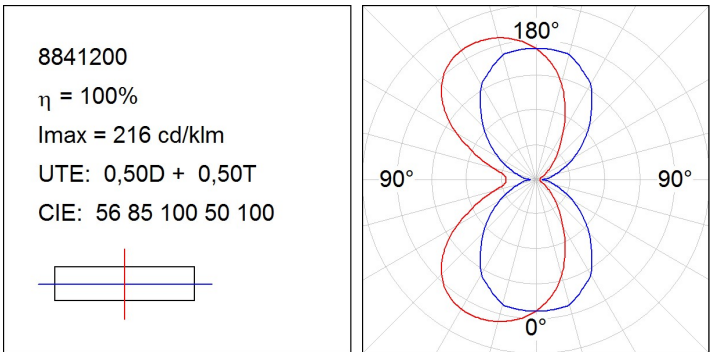 8841200
η = 100%
Imax = 216 cd/klm
UTE: 0,50D + 0,50T
CIE: 56 85 100 50 100
180°
90° 90°
0°